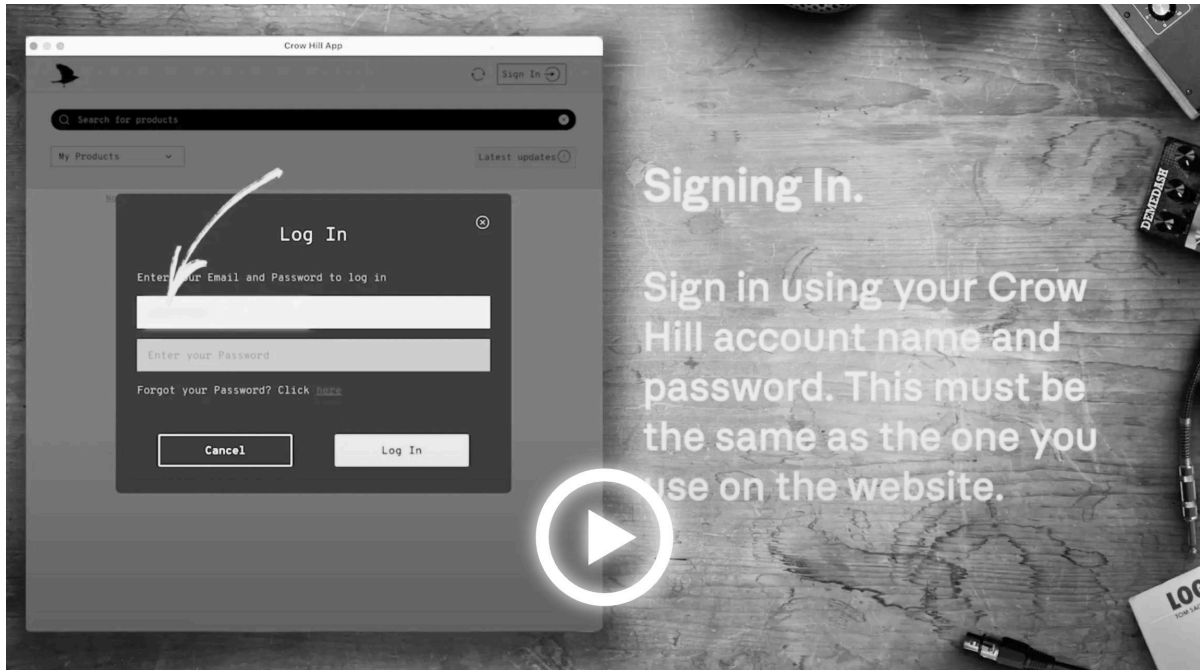 Crow Hill App
Sign In
Search for products
My Products
Latest updates
Log In
Enter your Email and Password to log in
Enter your Password
Forgot your Password? Click here
Cancel
Log In
Signing In.
Sign in using your Crow
Hill account name and
password. This must be
the same as the one you
use on the website.
DEMEDASH